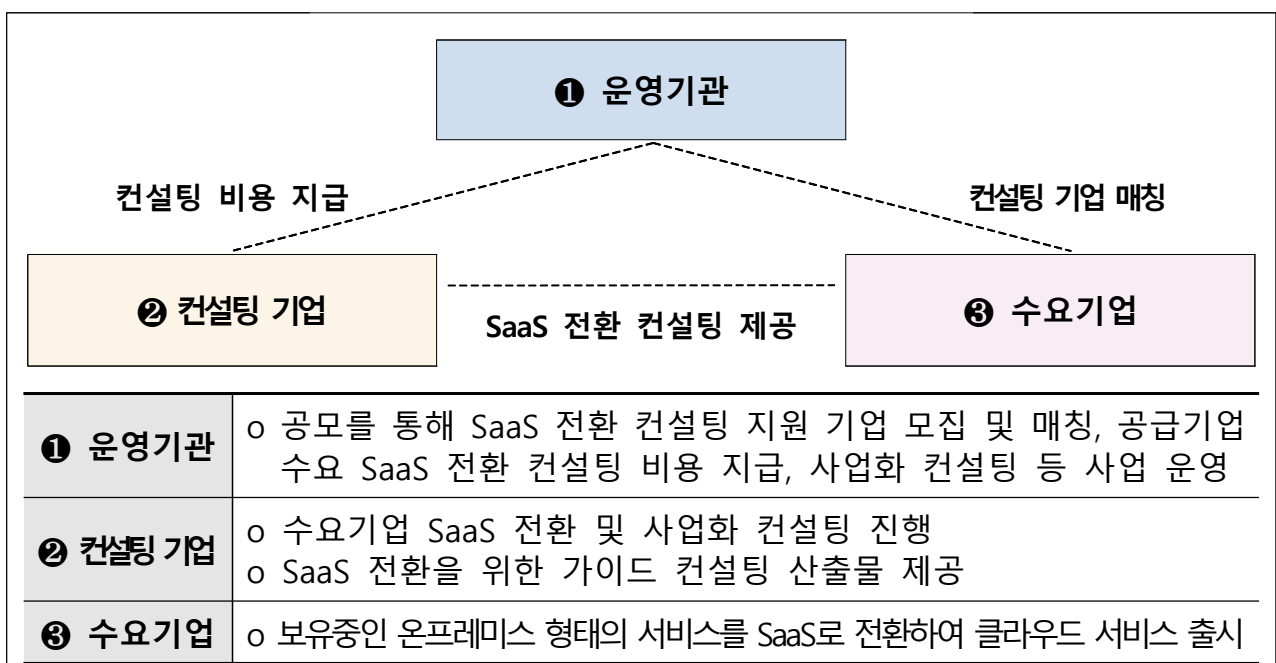 ❶ 운영기관
컨설팅 비용 지급
컨설팅 기업 매칭
❷ 컨설팅 기업
SaaS 전환 컨설팅 제공
❸ 수요기업
❶ 운영기관
o 공모를 통해 SaaS 전환 컨설팅 지원 기업 모집 및 매칭, 공급기업
수요 SaaS 전환 컨설팅 비용 지급, 사업화 컨설팅 등 사업 운영
❷ 컨설팅 기업
o 수요기업 SaaS 전환 및 사업화 컨설팅 진행
o SaaS 전환을 위한 가이드 컨설팅 산출물 제공
❸ 수요기업
o 보유중인 온프레미스 형태의 서비스를 SaaS로 전환하여 클라우드 서비스 출시